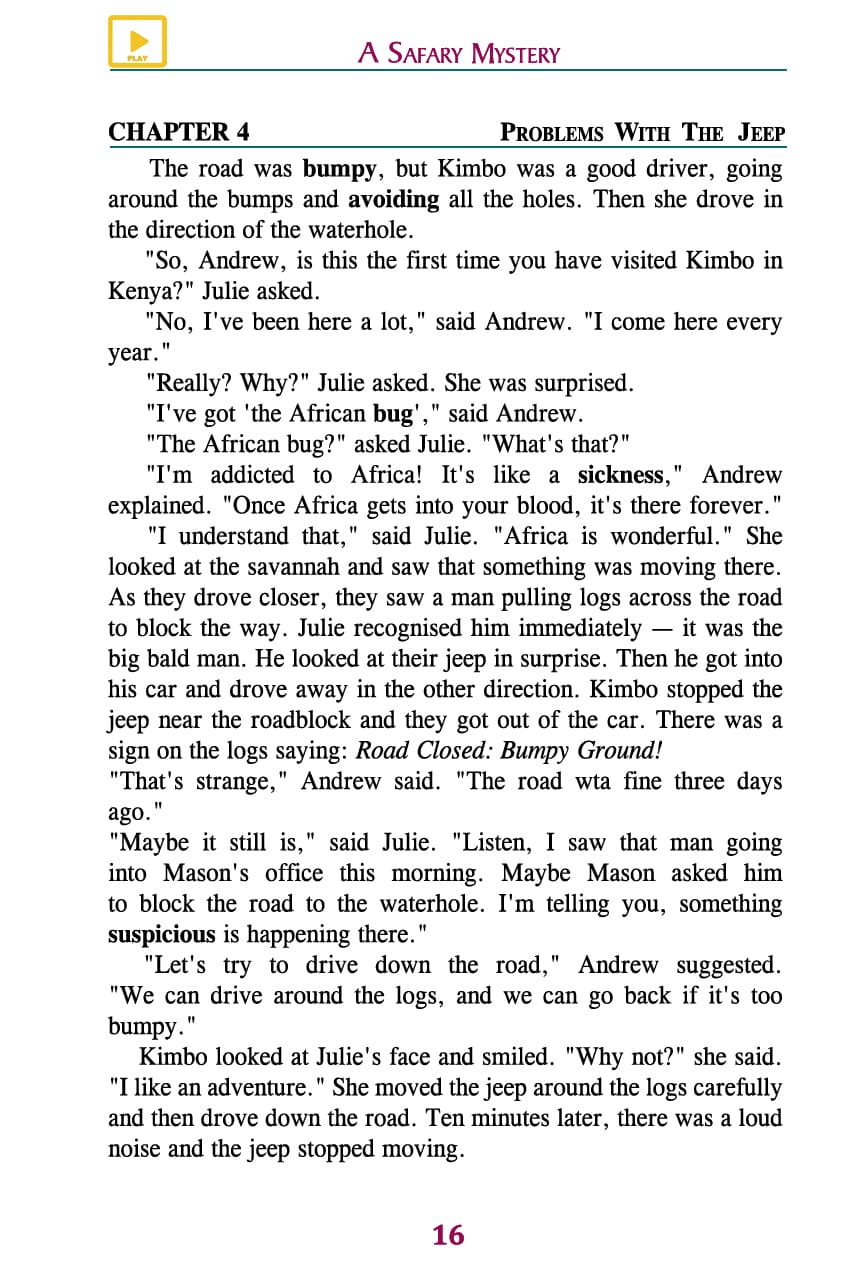 PLAY
A SAFARY MYSTERY
CHAPTER 4 PROBLEMS WITH THE JEEP
The road was bumpy, but Kimbo was a good driver, going
around the bumps and avoiding all the holes. Then she drove in
the direction of the waterhole.
"So, Andrew, is this the first time you have visited Kimbo in
Kenya?" Julie asked.
"No, I've been here a lot," said Andrew. "I come here every
year."
"Really? Why?" Julie asked. She was surprised.
"I've got 'the African bug'," said Andrew.
"The African bug?" asked Julie. "What's that?"
"I'm addicted to Africa! It's like a sickness," Andrew
explained. "Once Africa gets into your blood, it's there forever."
"I understand that," said Julie. "Africa is wonderful." She
looked at the savannah and saw that something was moving there.
As they drove closer, they saw a man pulling logs across the road
to block the way. Julie recognised him immediately — it was the
big bald man. He looked at their jeep in surprise. Then he got into
his car and drove away in the other direction. Kimbo stopped the
jeep near the roadblock and they got out of the car. There was a
sign on the logs saying: Road Closed: Bumpy Ground!
"That's strange," Andrew said. "The road wta fine three days
ago."
"Maybe it still is," said Julie. "Listen, I saw that man going
into Mason's office this morning. Maybe Mason asked him
to block the road to the waterhole. I'm telling you, something
suspicious is happening there."
"Let's try to drive down the road," Andrew suggested.
"We can drive around the logs, and we can go back if it's too
bumpy."
Kimbo looked at Julie's face and smiled. "Why not?" she said.
"I like an adventure." She moved the jeep around the logs carefully
and then drove down the road. Ten minutes later, there was a loud
noise and the jeep stopped moving.
16